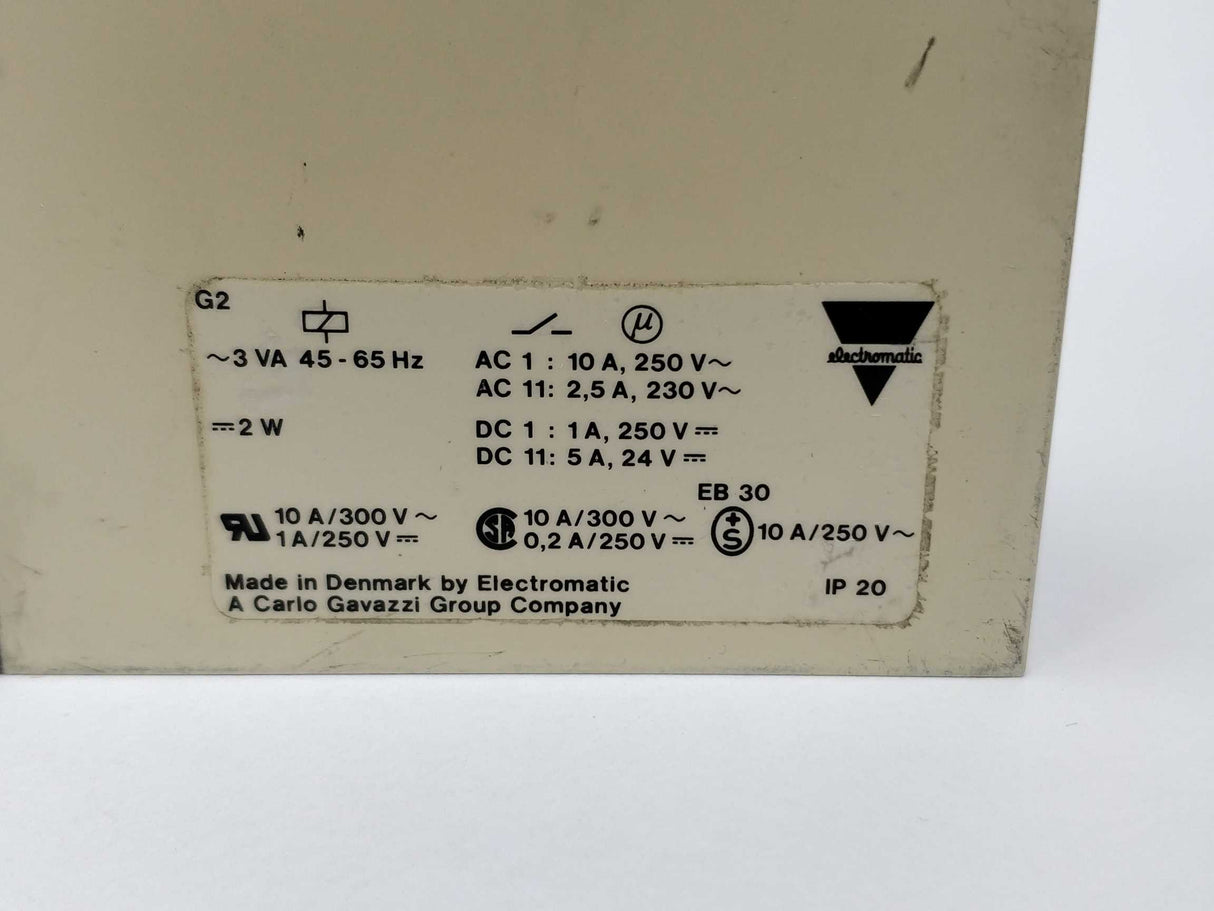 G2
~3 VA 45 - 65 Hz
⎓2 W
µ
AC 1 : 10 A, 250 V~
AC 11: 2,5 A, 230 V~
DC 1 : 1 A, 250 V⎓
DC 11: 5 A, 24 V⎓
electromatic
EB 30
RU 10 A/300 V ~
1 A/250 V⎓
SA 10 A/300 V ~
0,2 A/250 V⎓
+S 10 A/250 V~
Made in Denmark by Electromatic
A Carlo Gavazzi Group Company
IP 20